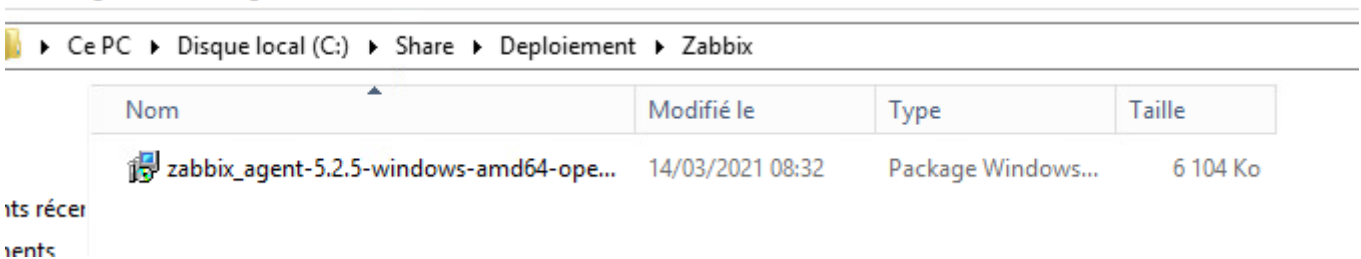 Ce PC ▸ Disque local (C:) ▸ Share ▸ Deploiement ▸ Zabbix
Nom Modifié le Type Taille
zabbix_agent-5.2.5-windows-amd64-ope... 14/03/2021 08:32 Package Windows... 6 104 Ko
nts récer
nents